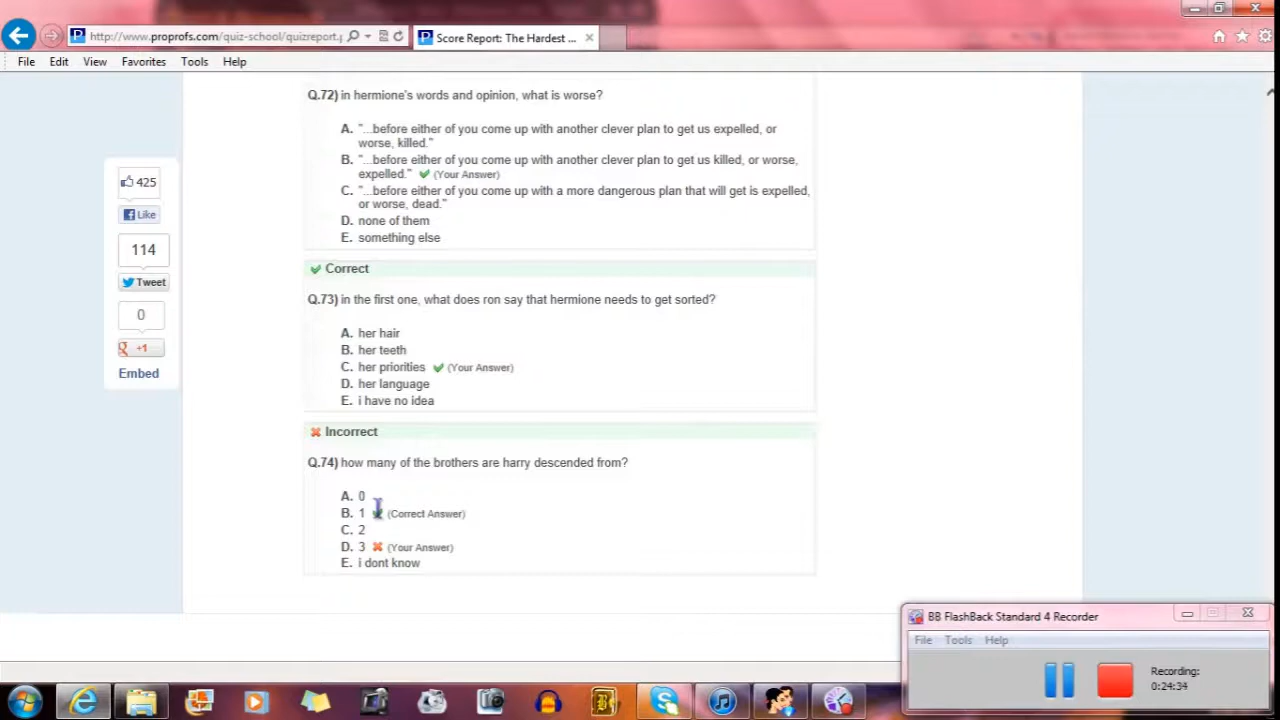 http://www.proprofs.com/quiz-school/quizreport.p
Score Report: The Hardest ...
File Edit View Favorites Tools Help
Q.72) in hermione's words and opinion, what is worse?
A. "...before either of you come up with another clever plan to get us expelled, or
worse, killed."
B. "...before either of you come up with another clever plan to get us killed, or worse,
expelled." (Your Answer)
C. "...before either of you come up with a more dangerous plan that will get is expelled,
or worse, dead."
D. none of them
E. something else
425
Like
114
Tweet
0
+1
Embed
Correct
Q.73) in the first one, what does ron say that hermione needs to get sorted?
A. her hair
B. her teeth
C. her priorities (Your Answer)
D. her language
E. i have no idea
Incorrect
Q.74) how many of the brothers are harry descended from?
A. 0
B. 1 (Correct Answer)
C. 2
D. 3 (Your Answer)
E. i dont know
BB FlashBack Standard 4 Recorder
File Tools Help
Recording:
0:24:34